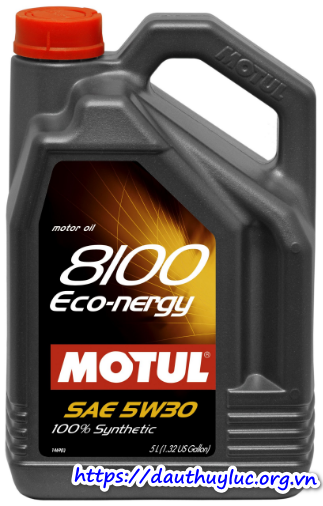 MOTUL
motor oil
8100
Eco-nergy
MOTUL®
SAE 5W30
100% Synthetic
5L (1.32 US Gallon)
https://dauthuyluc.org.vn